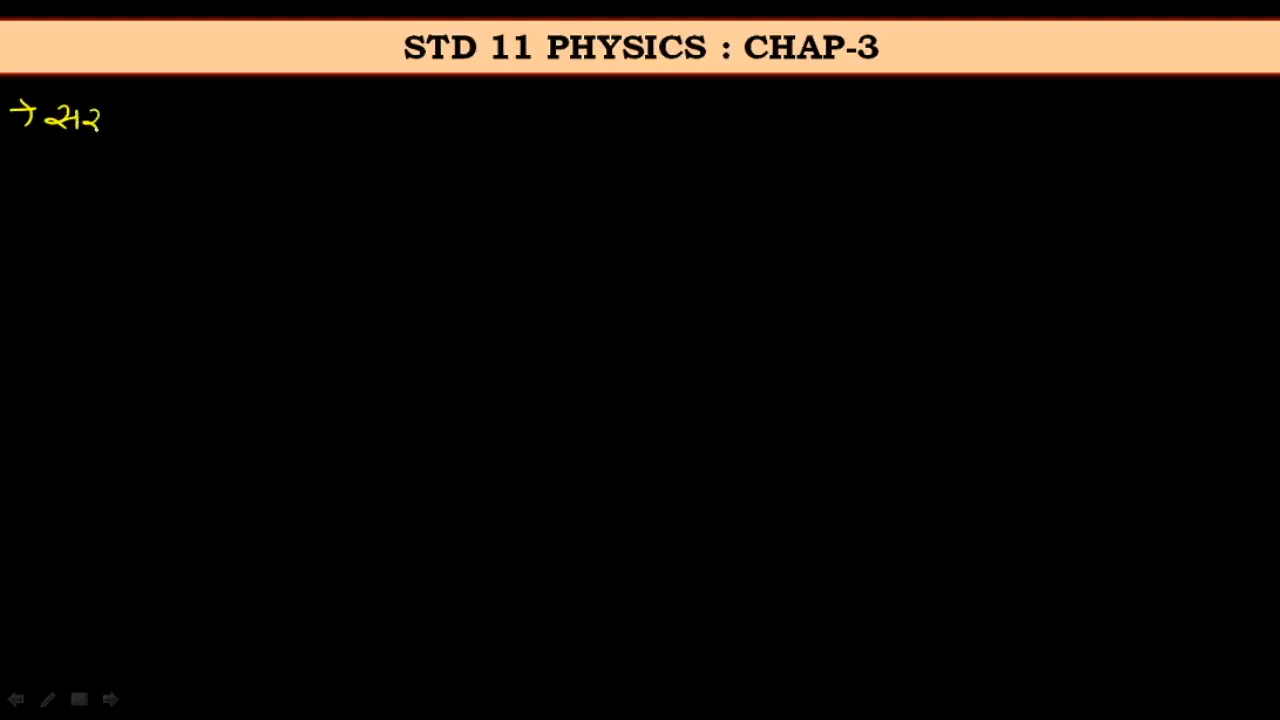 STD 11 PHYSICS : CHAP-3
→ સર